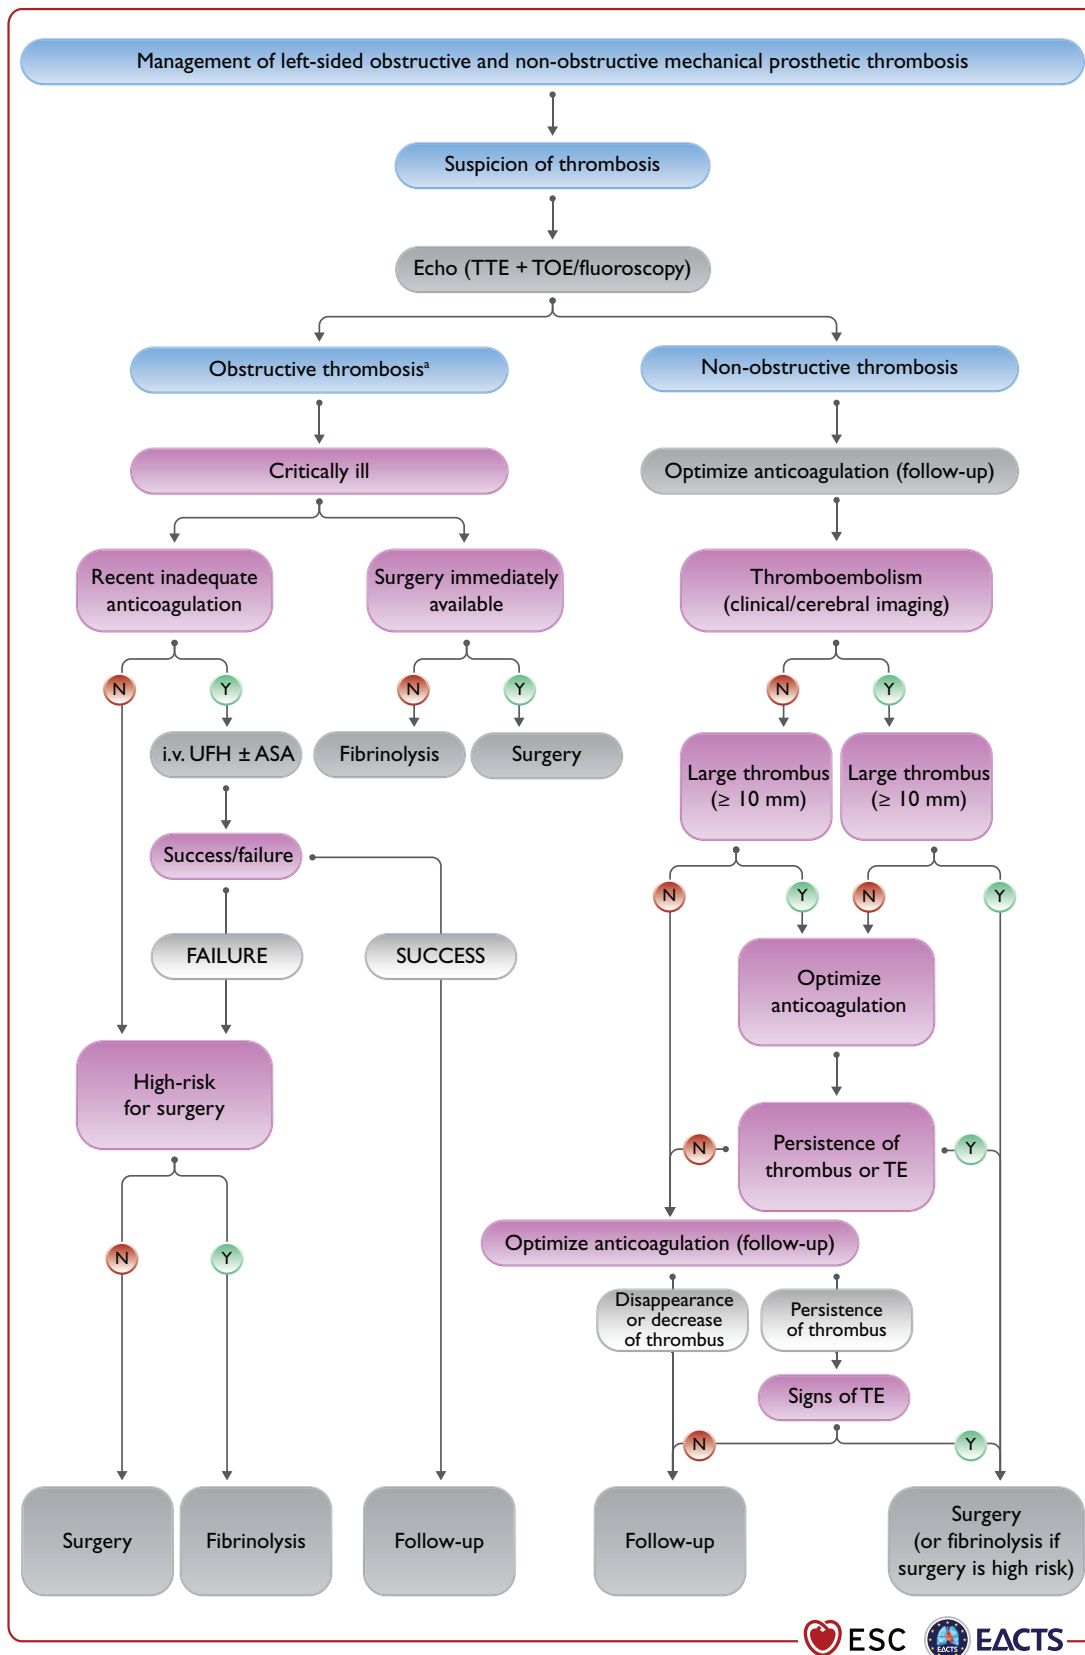 Management of left-sided obstructive and non-obstructive mechanical prosthetic thrombosis
Suspicion of thrombosis
Echo (TTE + TOE/fluoroscopy)
Obstructive thrombosisᵃ
Non-obstructive thrombosis
Critically ill
Optimize anticoagulation (follow-up)
Recent inadequate
anticoagulation
Surgery immediately
available
Thromboembolism
(clinical/cerebral imaging)
N
Y
N
Y
N
Y
i.v. UFH ± ASA
Fibrinolysis
Surgery
Large thrombus
(≥ 10 mm)
Large thrombus
(≥ 10 mm)
Success/failure
N
Y
N
Y
FAILURE
SUCCESS
Optimize
anticoagulation
High-risk
for surgery
Persistence of
thrombus or TE
N
Y
Optimize anticoagulation (follow-up)
N
Y
Disappearance
or decrease
of thrombus
Persistence
of thrombus
Signs of TE
N
Y
Surgery
Fibrinolysis
Follow-up
Follow-up
Surgery
(or fibrinolysis if
surgery is high risk)
ESC
EACTS
EΔCTS